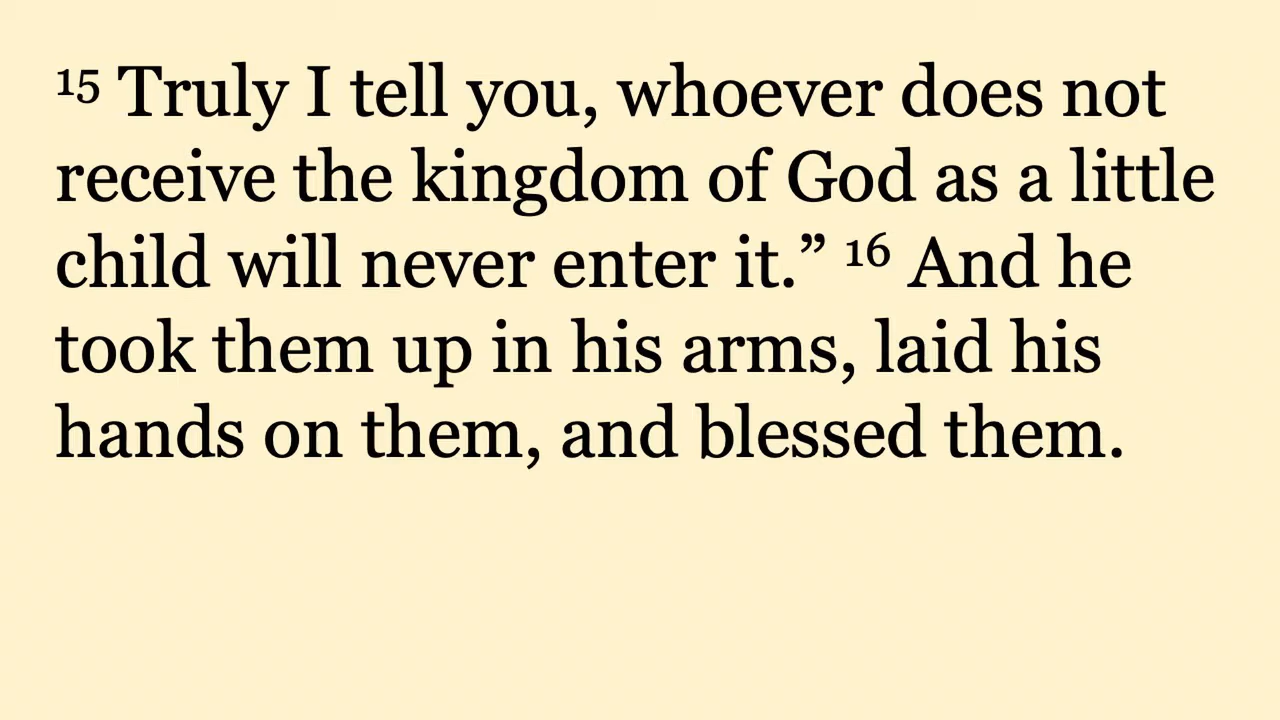 ¹⁵ Truly I tell you, whoever does not
receive the kingdom of God as a little
child will never enter it.” ¹⁶ And he
took them up in his arms, laid his
hands on them, and blessed them.